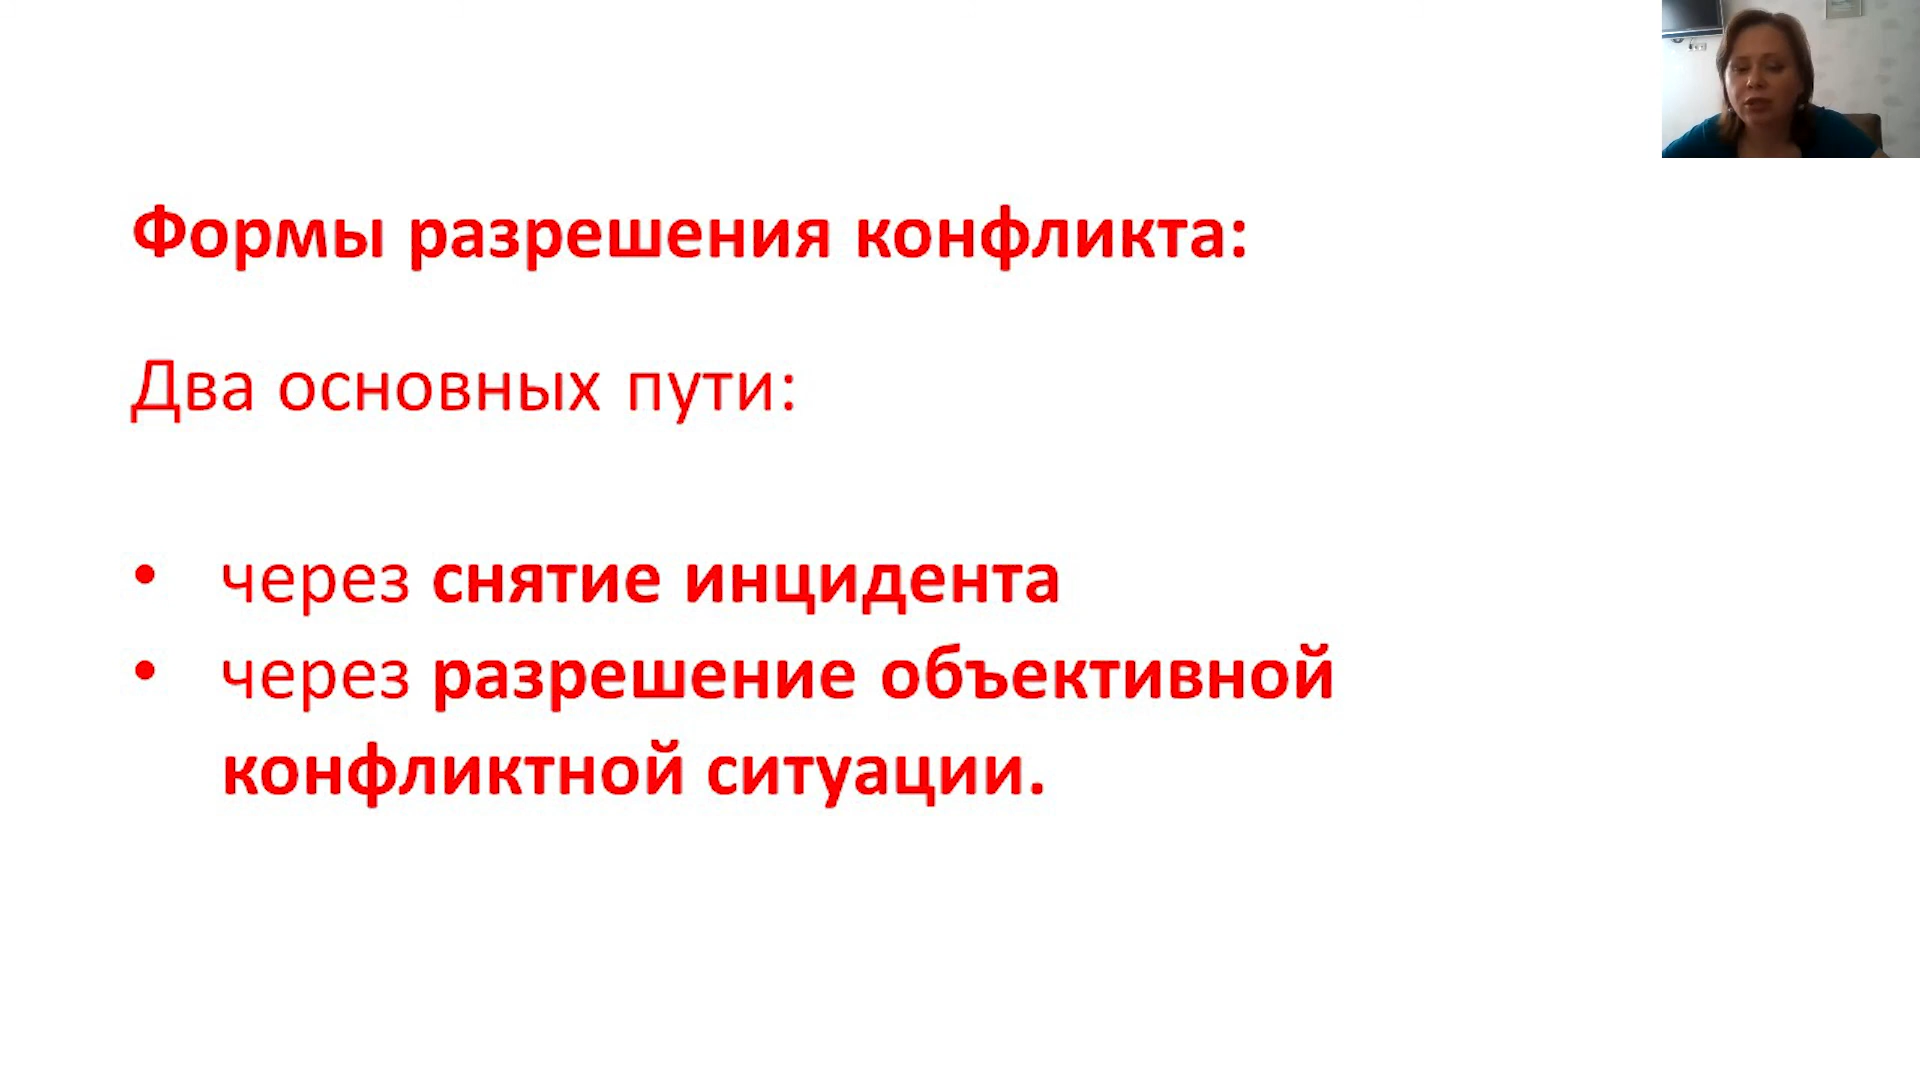 Формы разрешения конфликта:
Два основных пути:
• через снятие инцидента
• через разрешение объективной
конфликтной ситуации.